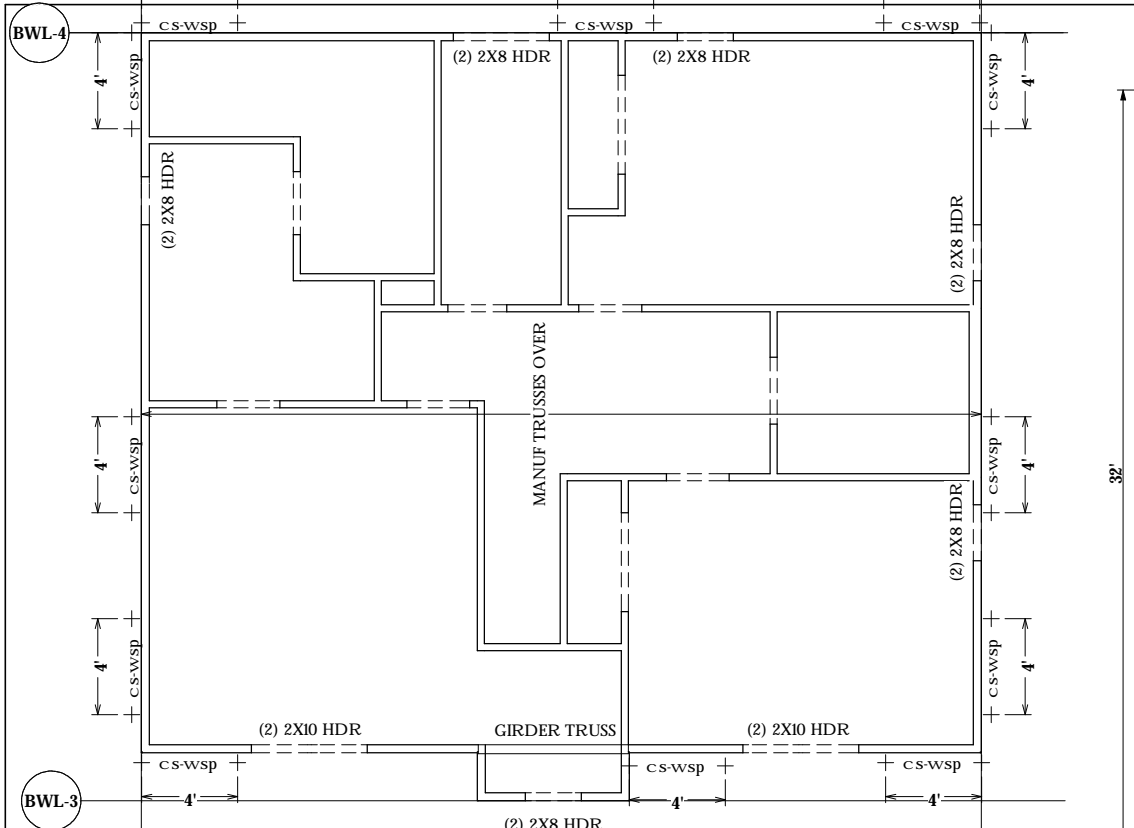 CS-WSP CS-WSP CS-WSP
BWL-4
(2) 2X8 HDR (2) 2X8 HDR
4' CS-WSP CS-WSP 4'
(2) 2X8 HDR
(2) 2X8 HDR
MANUF TRUSSES OVER
4' CS-WSP CS-WSP 4'
32'
(2) 2X8 HDR
4' CS-WSP CS-WSP 4'
(2) 2X10 HDR GIRDER TRUSS (2) 2X10 HDR
CS-WSP CS-WSP CS-WSP
BWL-3 4' 4' 4'
(2) 2X8 HDR